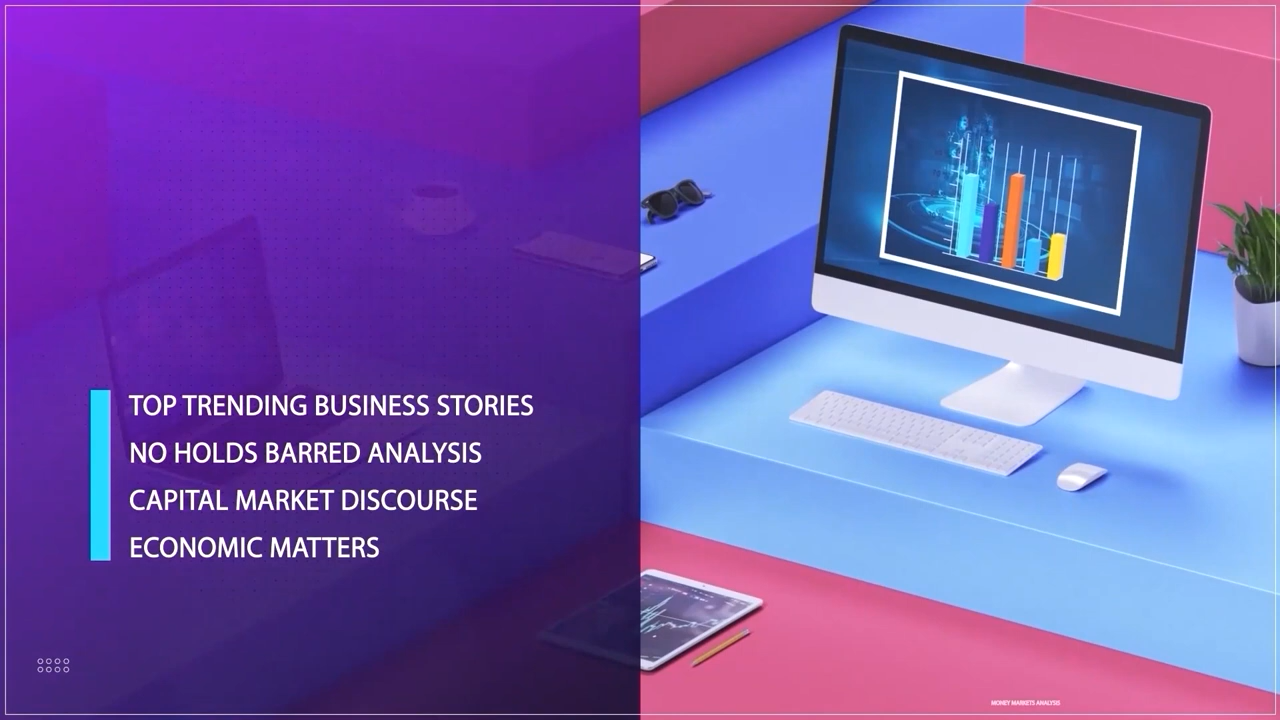 TOP TRENDING BUSINESS STORIES
NO HOLDS BARRED ANALYSIS
CAPITAL MARKET DISCOURSE
ECONOMIC MATTERS
MONEY MARKETS ANALYSIS